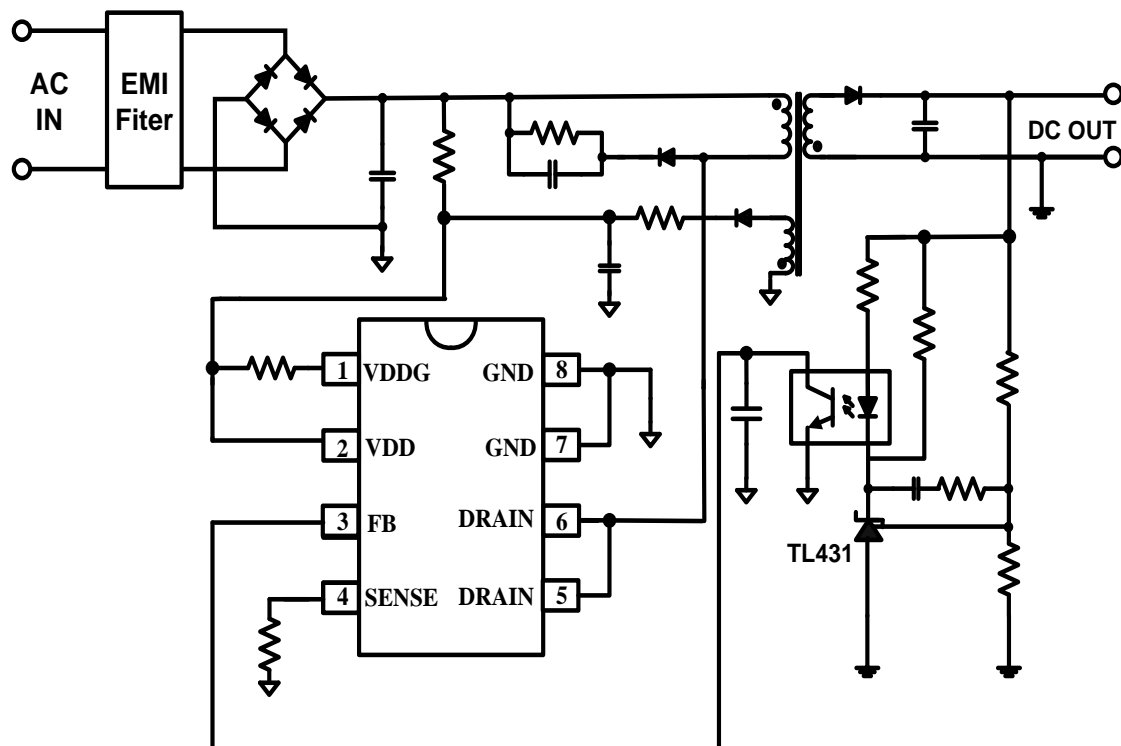 AC
IN
EMI
Fiter
DC OUT
1 VDDG GND 8
2 VDD GND 7
3 FB DRAIN 6
4 SENSE DRAIN 5
TL431